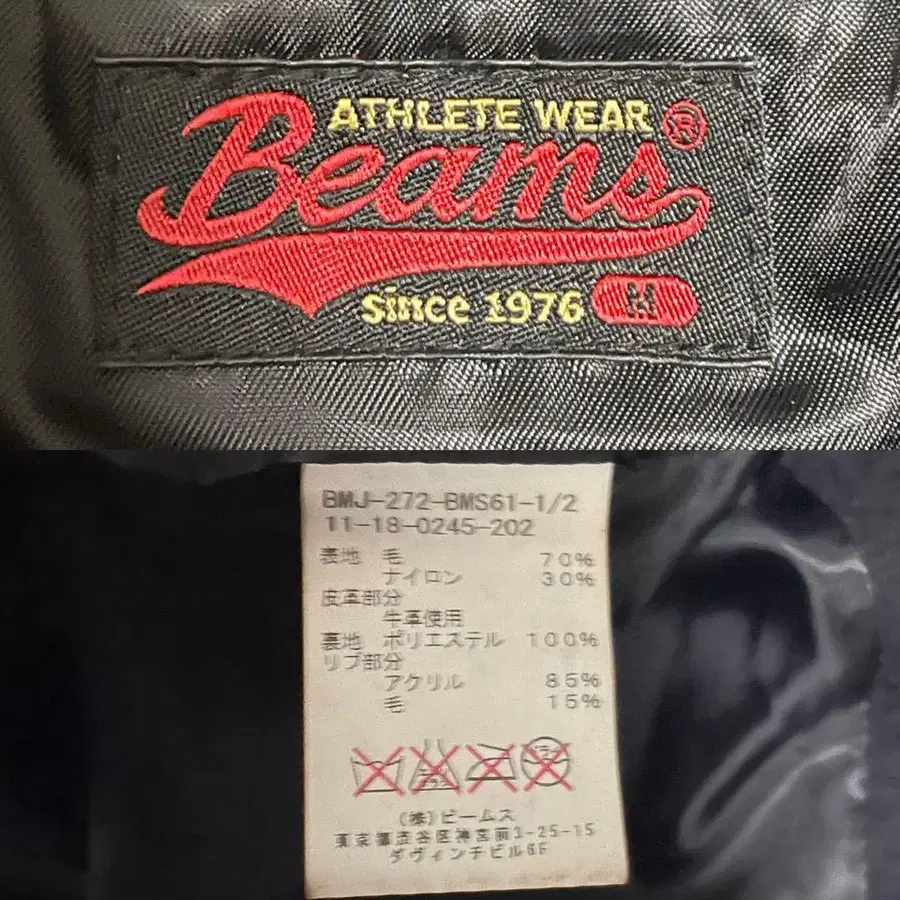 ATHLETE WEAR
Beams®
since 1976 M
BMJ-272-BMS61-1/2
11-18-0245-202
表地 毛 70%
ナイロン 30%
皮革部分
牛革使用
裏地 ポリエステル 100%
リブ部分
アクリル 85%
毛 15%
(株)ビームス
東京都渋谷区神宮前3-25-15
ダヴィンチビル6F